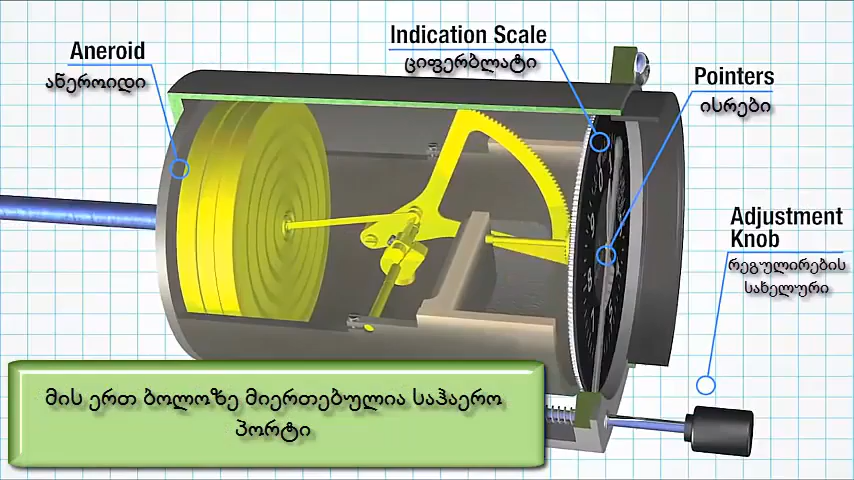 Aneroid
ანეროიდი
Indication Scale
ციფერბლატი
Pointers
ისრები
Adjustment
Knob
რეგულირების
სახელური
მის ერთ ბოლოზე მიერთებულია საჰაერო
პორტი